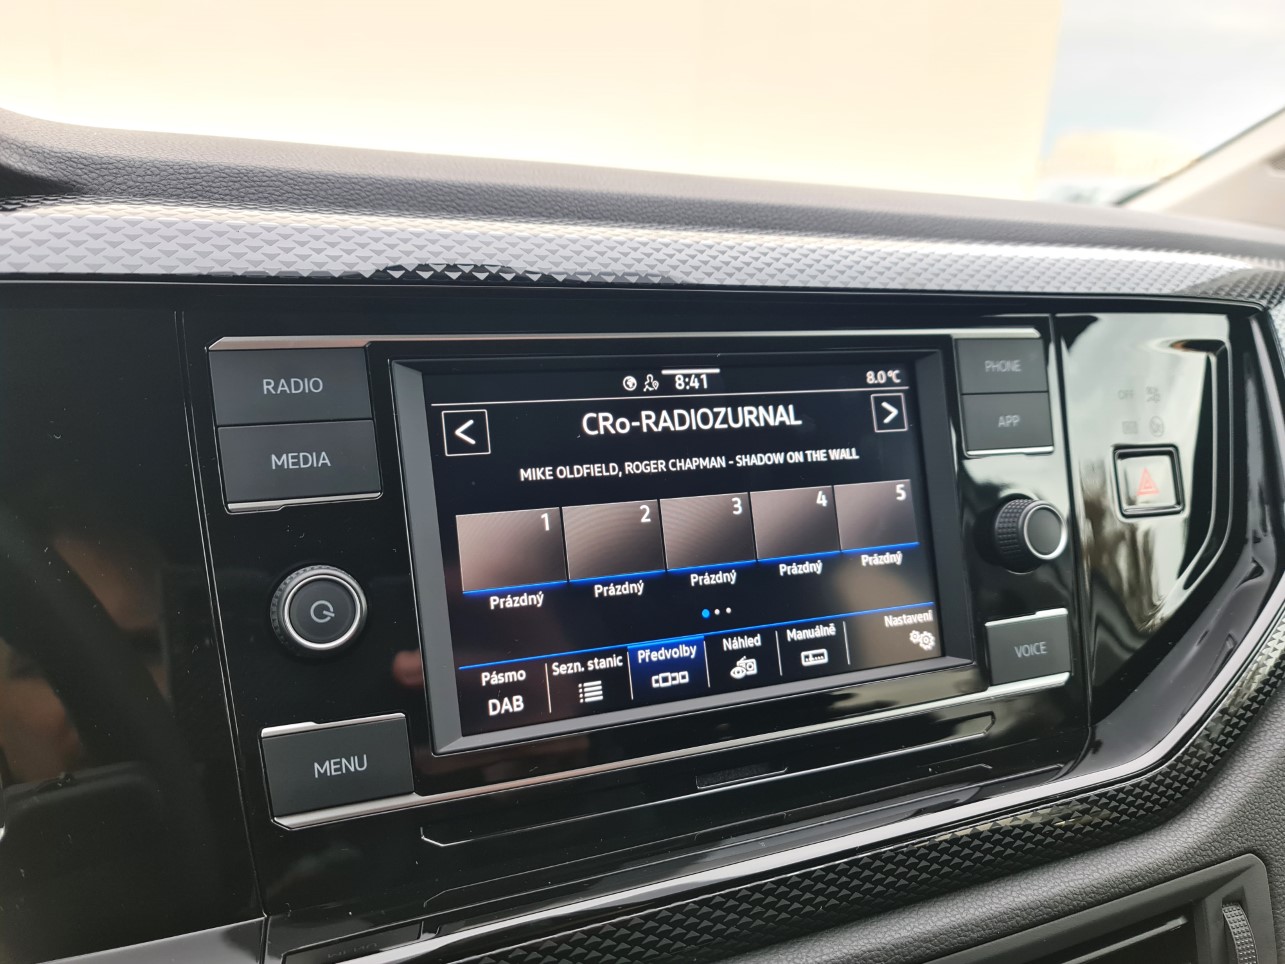 RADIO
MEDIA
MENU
8:41
8.0°C
<
CRo-RADIOZURNAL
>
MIKE OLDFIELD, ROGER CHAPMAN - SHADOW ON THE WALL
1 2 3 4 5
Prázdný Prázdný Prázdný Prázdný Prázdný
Pásmo DAB
Sezn. stanic
Předvolby
Náhled
Manuálně
Nastavení
PHONE
APP
VOICE
OFF